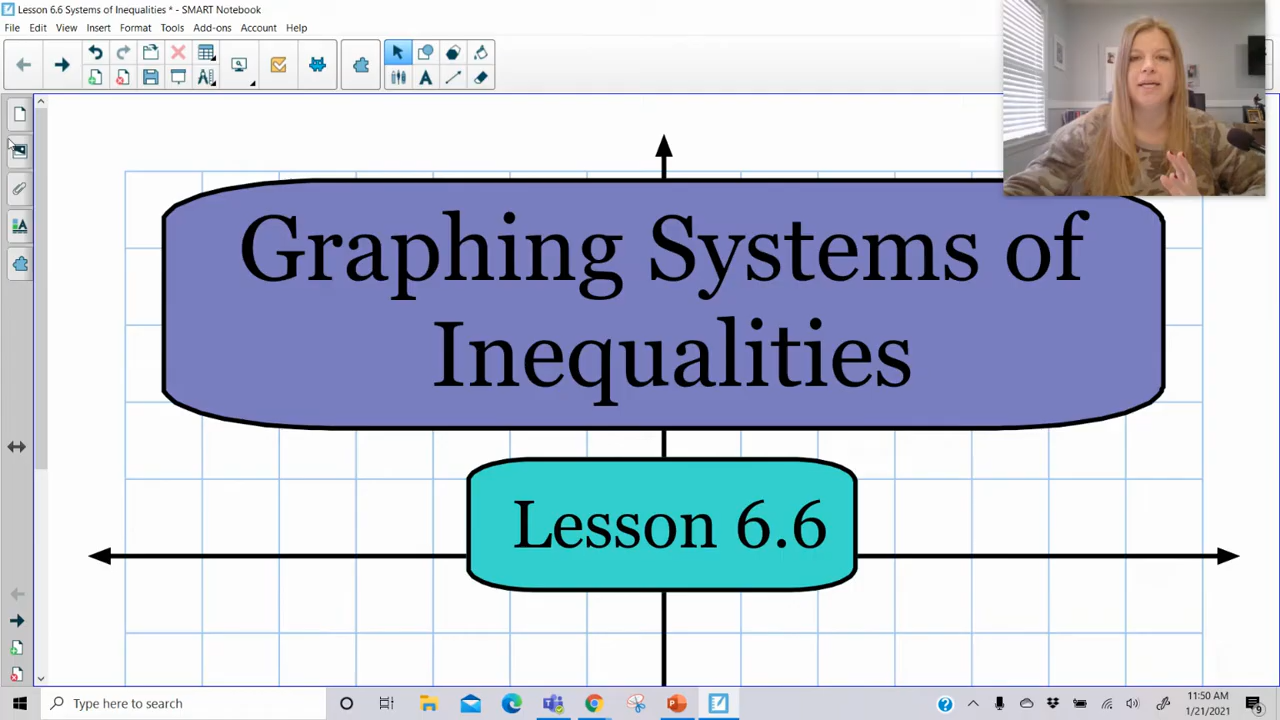 Lesson 6.6 Systems of Inequalities * - SMART Notebook
File Edit View Insert Format Tools Add-ons Account Help
Graphing Systems of
Inequalities
Lesson 6.6
Type here to search
11:50 AM
1/21/2021